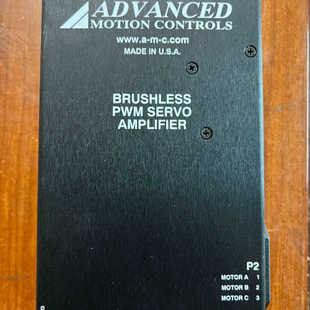 ADVANCED
MOTION CONTROLS
www.a-m-c.com
MADE IN U.S.A.
BRUSHLESS
PWM SERVO
AMPLIFIER
P2
MOTOR A 1
MOTOR B 2
MOTOR C 3